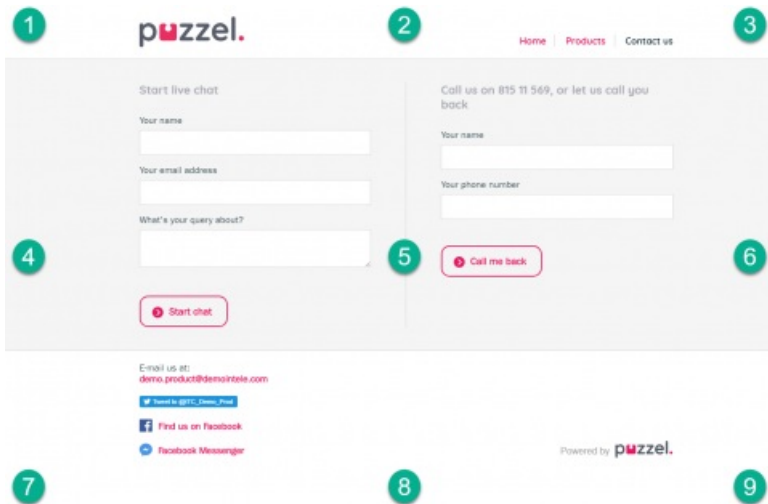 1
puzzel.
2
3
Home
Products
Contact us
Start live chat
Your name
Your email address
What's your query about?
Start chat
Call us on 815 11 569, or let us call you
back
Your name
Your phone number
Call me back
4
5
6
E-mail us at:
demo.product@demointele.com
Tweet to @ITC_Demo_Prod
Find us on Facebook
Facebook Messenger
Powered by puzzel.
7
8
9